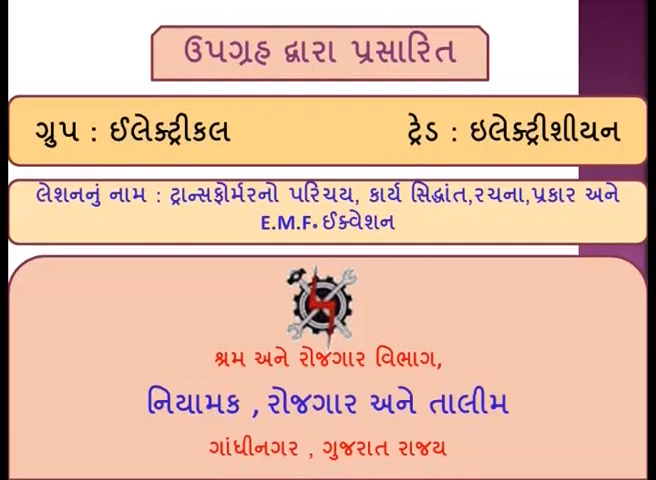 ઉપગ્રહ દ્વારા પ્રસારિત
ગ્રુપ : ઈલેક્ટ્રીકલ ટ્રેડ : ઇલેક્ટ્રીશીયન
લેશનનું નામ : ટ્રાન્સફોર્મરનો પરિચય, કાર્ય સિદ્ધાંત,રચના,પ્રકાર અને
E.M.F. ઈક્વેશન
શ્રમ અને રોજગાર વિભાગ,
નિયામક , રોજગાર અને તાલીમ
ગાંધીનગર , ગુજરાત રાજય